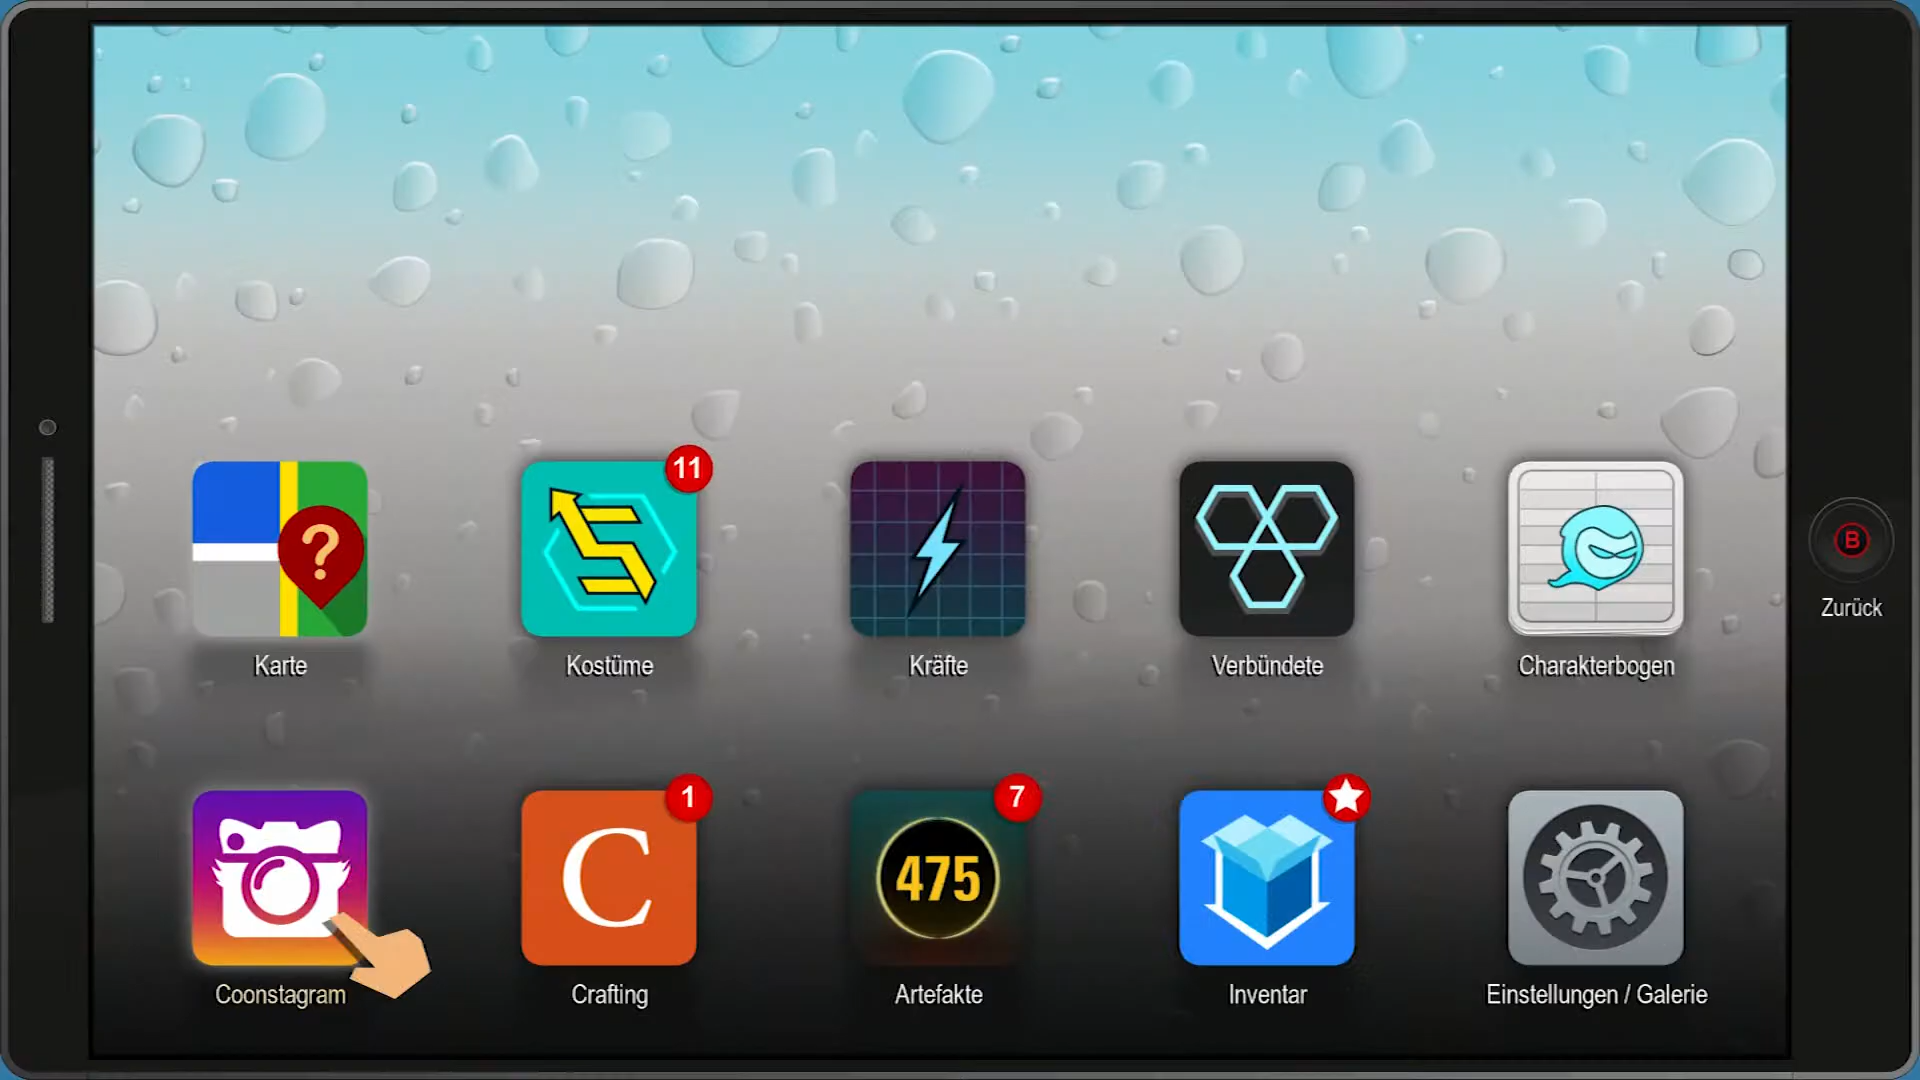 11
?
Karte
Kostüme
Kräfte
Verbündete
Charakterbogen
B
Zurück
1
7
C
475
Coonstagram
Crafting
Artefakte
Inventar
Einstellungen / Galerie